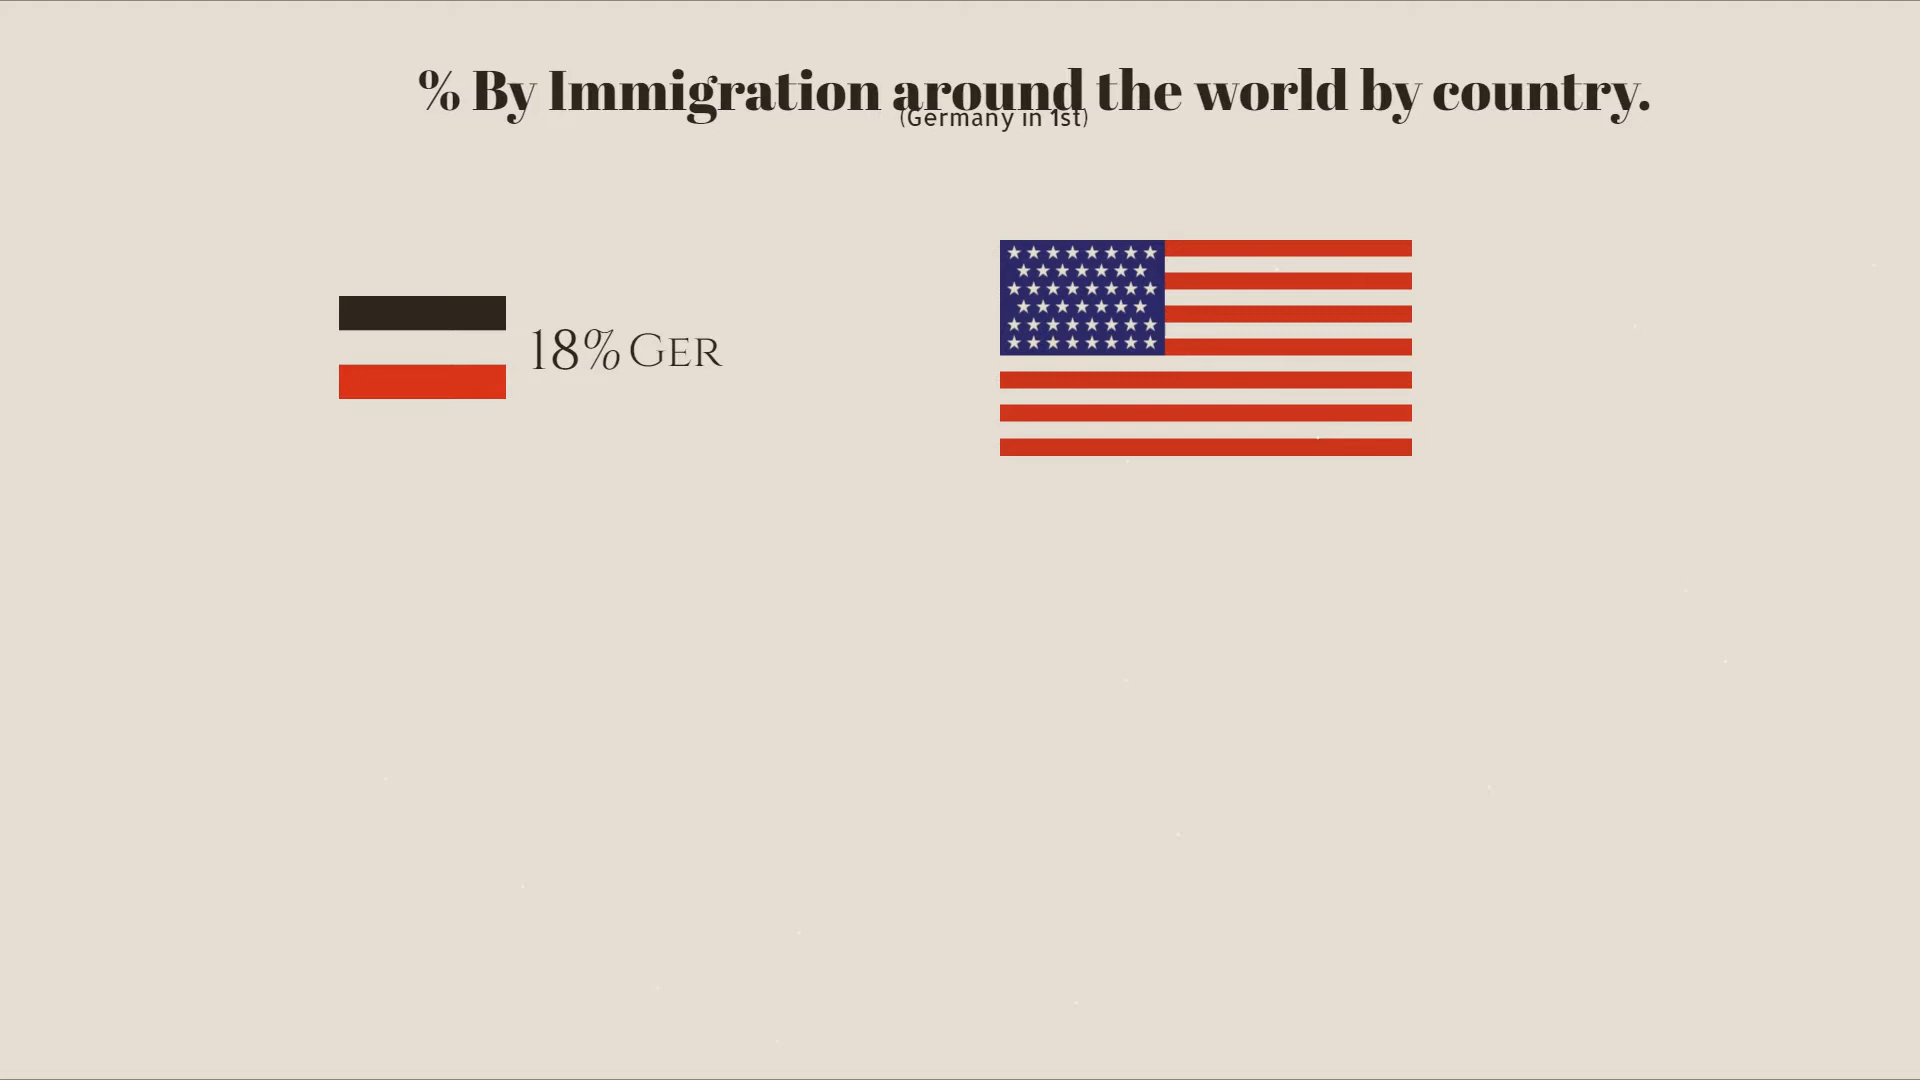 % By Immigration around the world by country.
(Germany in 1st)
18% GER